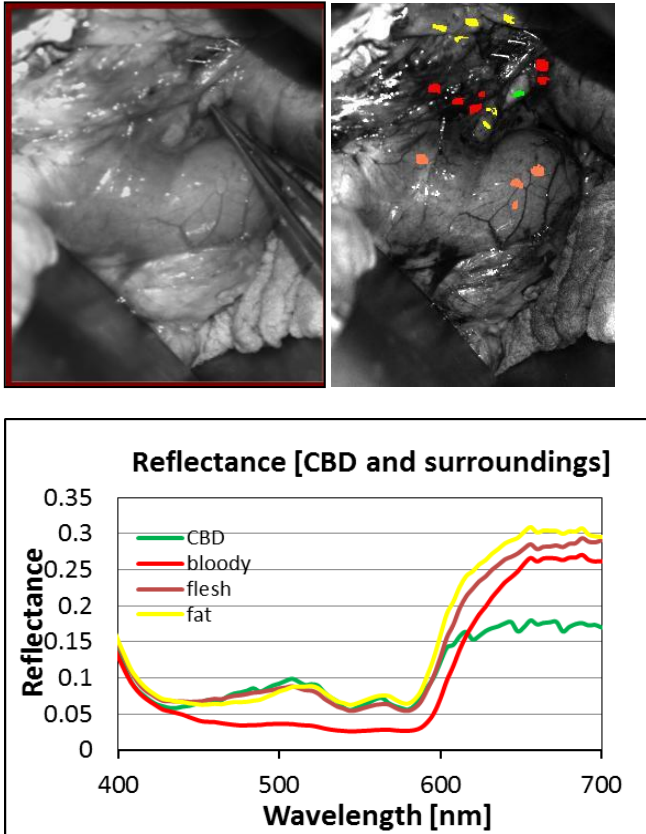 Reflectance [CBD and surroundings]
0.35
0.3
0.25
0.2
0.15
0.1
0.05
0
Reflectance
CBD
bloody
flesh
fat
400 500 600 700
Wavelength [nm]